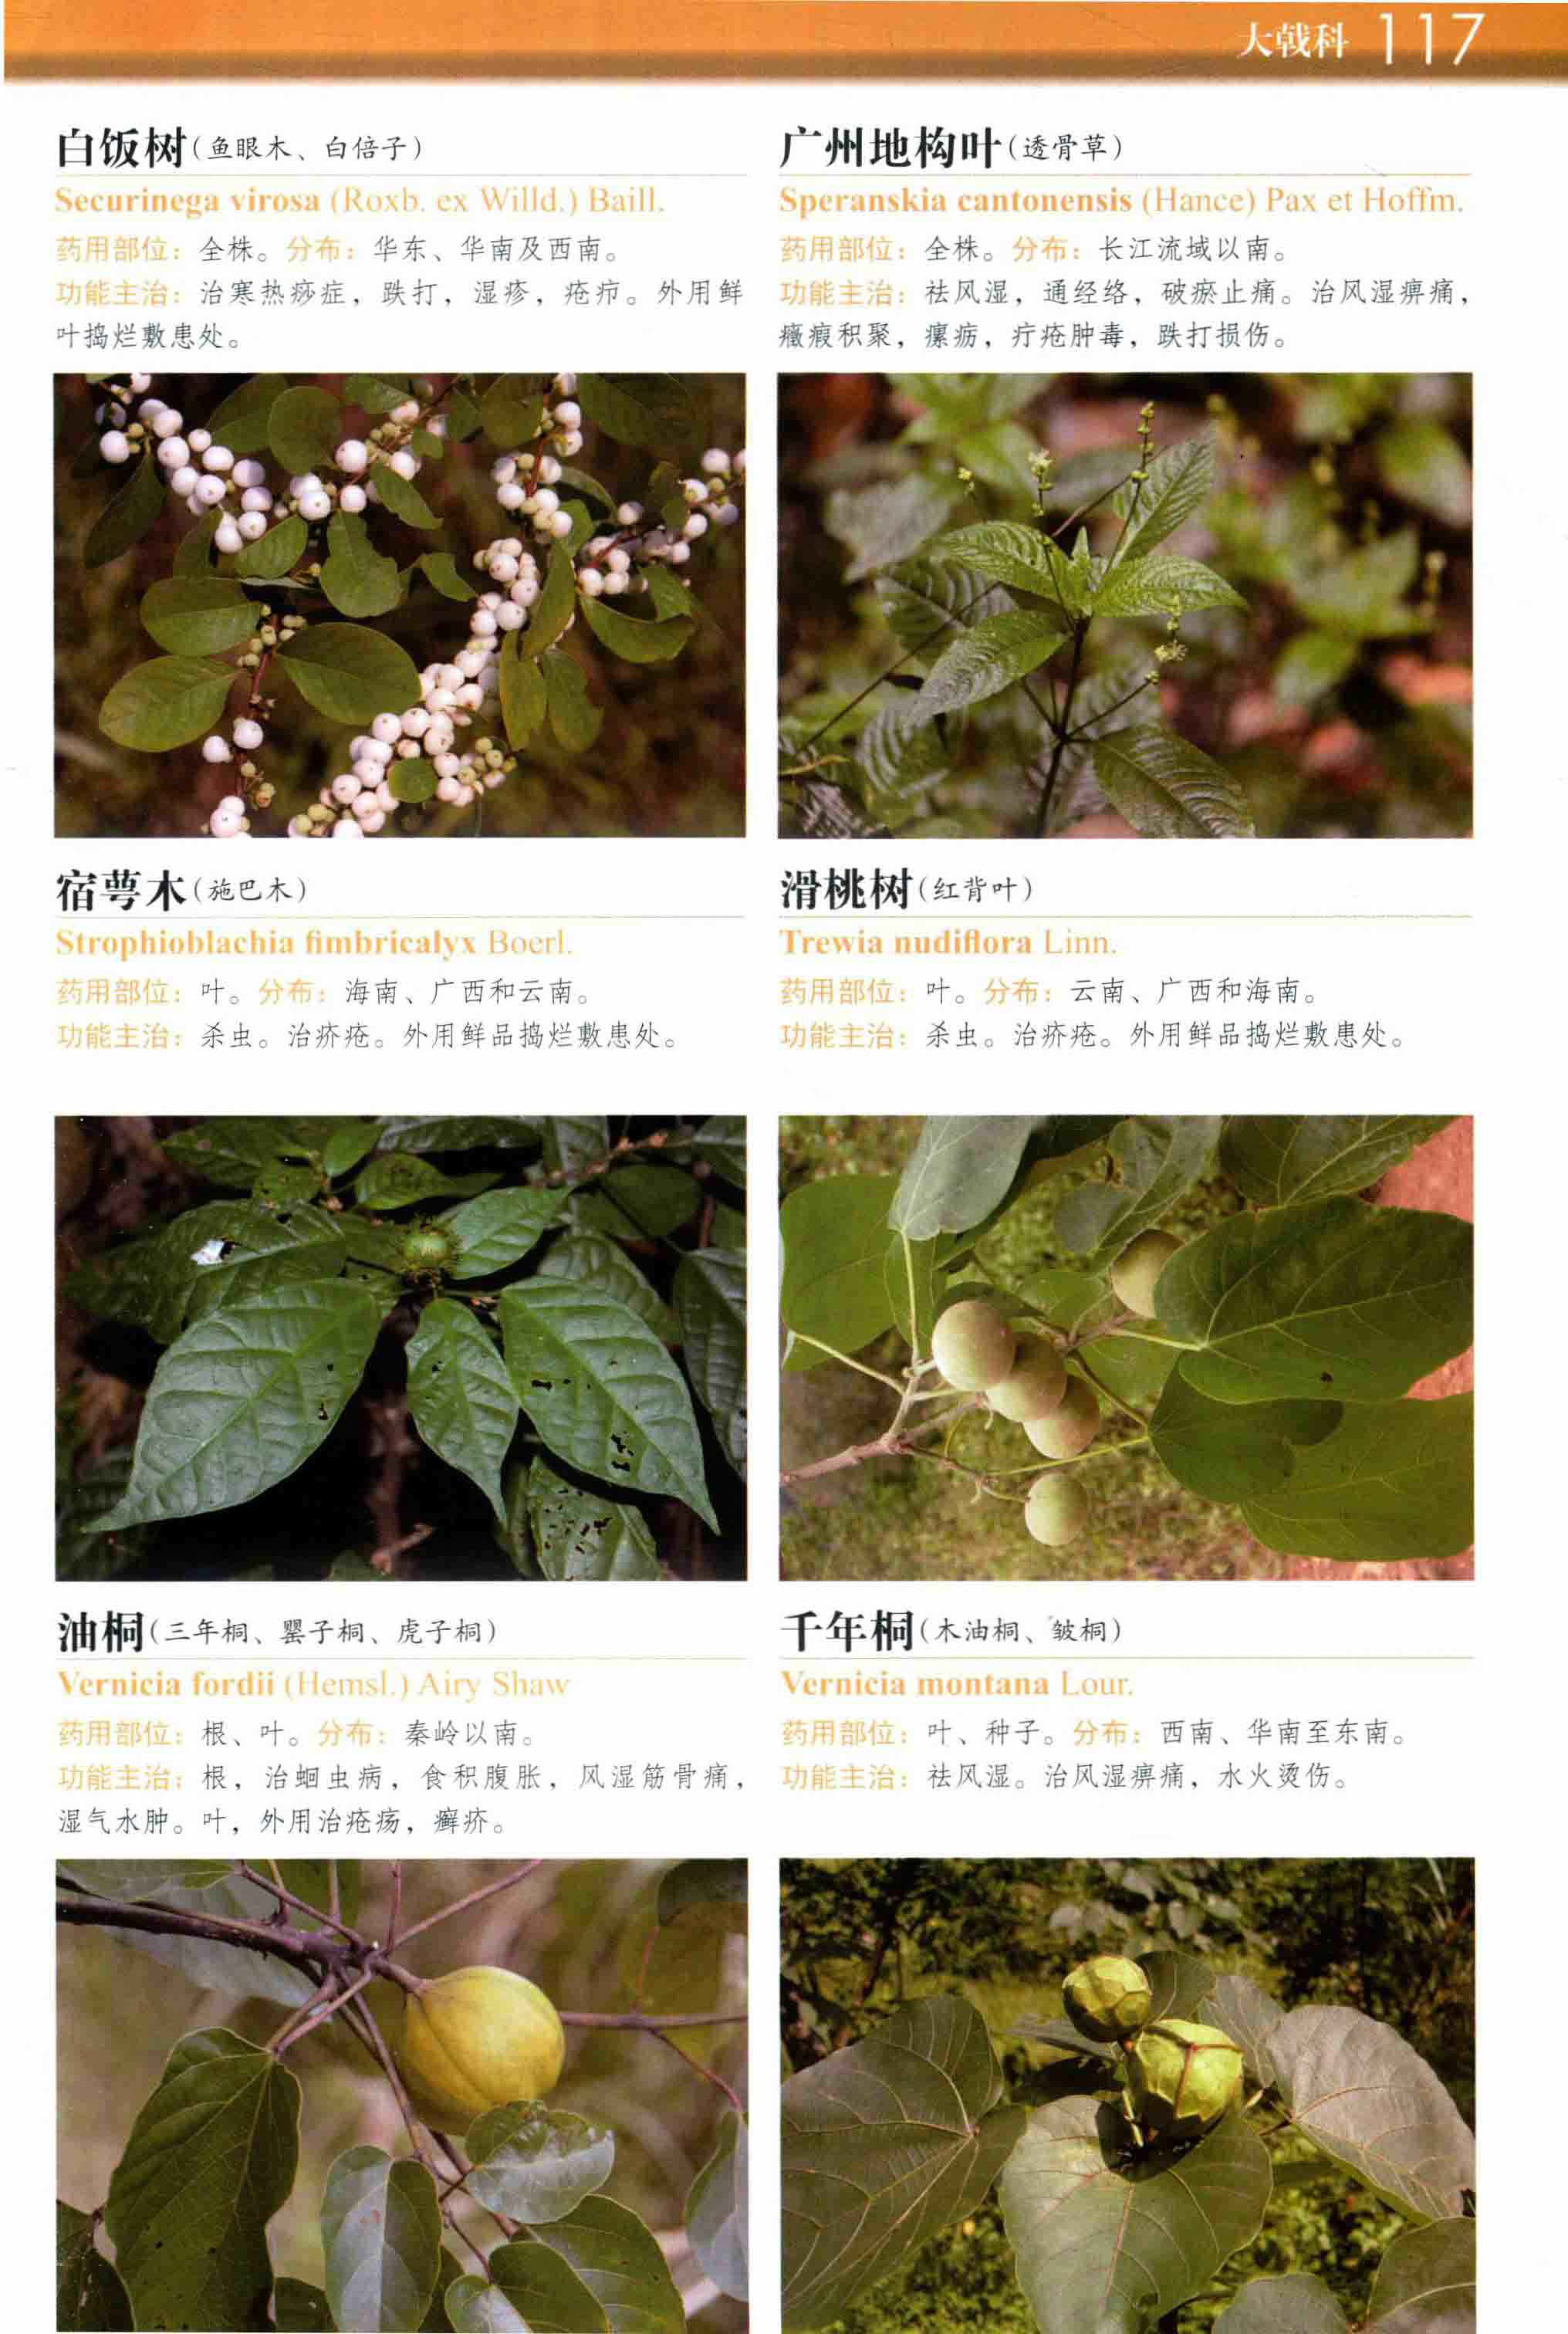 大戟科 117
白饭树(鱼眼木、白倍子)
Securinega virosa (Roxb. ex Willd.) Baill.
药用部位：全株。分布：华东、华南及西南。
功能主治：治寒热痧症，跌打，湿疹，疮疖。外用鲜
叶捣烂敷患处。
广州地构叶(透骨草)
Speranskia cantonensis (Hance) Pax et Hoffm.
药用部位：全株。分布：长江流域以南。
功能主治：祛风湿，通经络，破瘀止痛。治风湿痹痛，
癥瘕积聚，瘰疬，疔疮肿毒，跌打损伤。
宿萼木(施巴木)
Strophioblachia fimbricalyx Boerl.
药用部位：叶。分布：海南、广西和云南。
功能主治：杀虫。治疥疮。外用鲜品捣烂敷患处。
滑桃树(红背叶)
Trewia nudiflora Linn.
药用部位：叶。分布：云南、广西和海南。
功能主治：杀虫。治疥疮。外用鲜品捣烂敷患处。
油桐(三年桐、罂子桐、虎子桐)
Vernicia fordii (Hemsl.) Airy Shaw
药用部位：根、叶。分布：秦岭以南。
功能主治：根，治蛔虫病，食积腹胀，风湿筋骨痛，
湿气水肿。叶，外用治疮疡，癣疥。
千年桐(木油桐、皱桐)
Vernicia montana Lour.
药用部位：叶、种子。分布：西南、华南至东南。
功能主治：祛风湿。治风湿痹痛，水火烫伤。